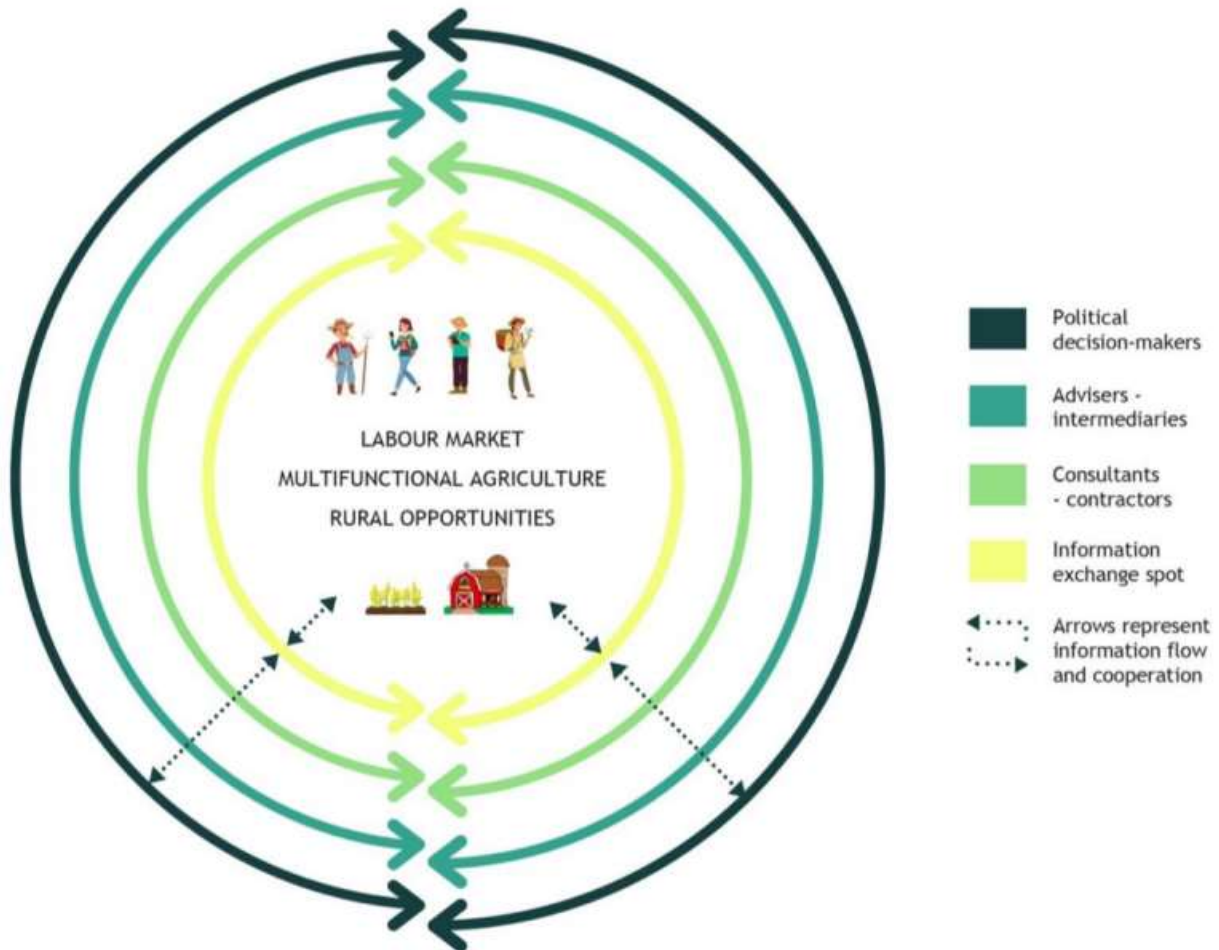 LABOUR MARKET
MULTIFUNCTIONAL AGRICULTURE
RURAL OPPORTUNITIES
Political
decision-makers
Advisers -
intermediaries
Consultants
- contractors
Information
exchange spot
Arrows represent
information flow
and cooperation